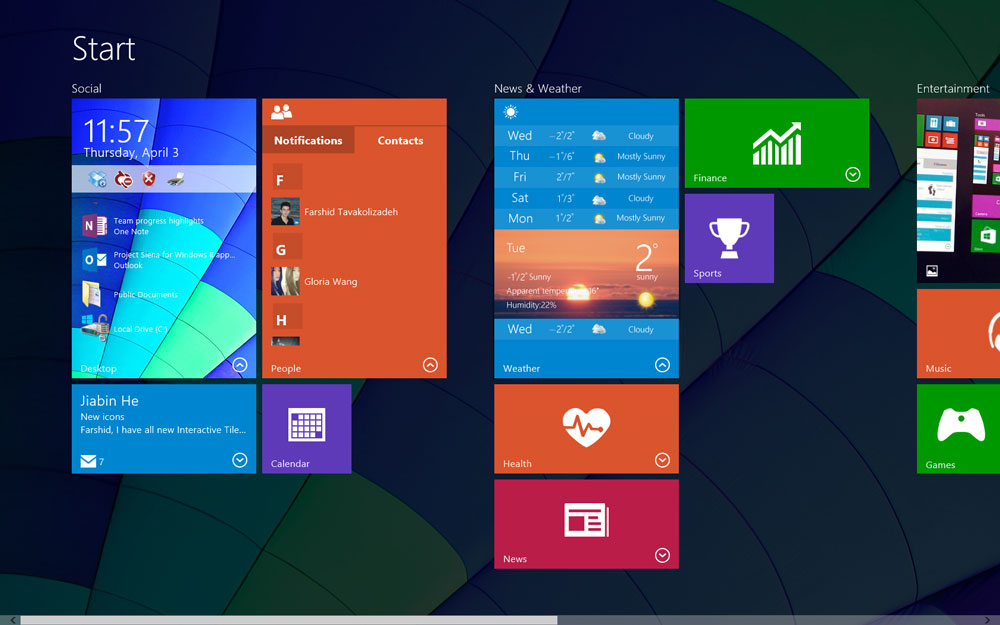 Start
Social
11:57
Thursday, April 3
Team progress highlights
One Note
Project Siena for Windows 8 app...
Outlook
Public Documents
Local Drive (C:)
Desktop
Notifications
Contacts
F
Farshid Tavakolizadeh
G
Gloria Wang
H
People
Jiabin He
New icons
Farshid, I have all new Interactive Tile...
7
Calendar
News & Weather
Wed -2°/2° Cloudy
Thu -1°/6° Mostly Sunny
Fri 2°/7° Mostly Sunny
Sat 1°/3° Cloudy
Mon 1°/2° Mostly Sunny
Tue
2°
sunny
-1°/2° Sunny
Apparent temperature 16°
Humidity:22%
Wed -2°/2° Cloudy
Weather
Finance
Sports
Health
News
Entertainment
Music
Games